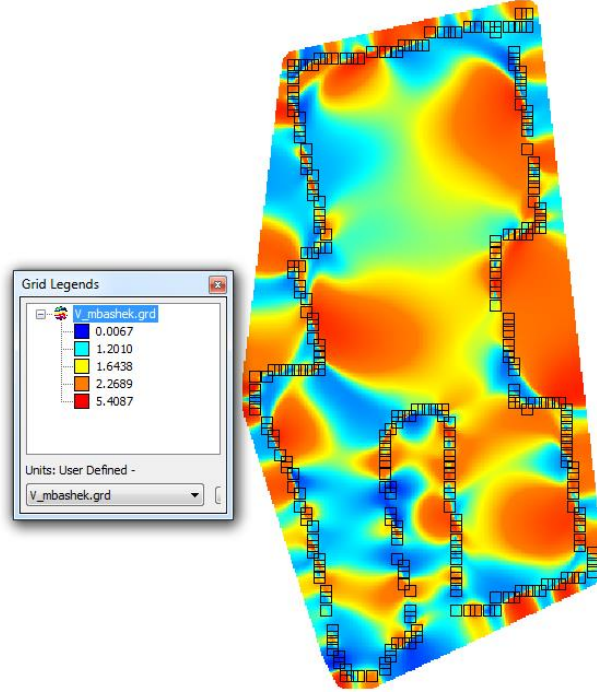 Grid Legends
V_mbashek.grd
0.0067
1.2010
1.6438
2.2689
5.4087
Units: User Defined -
V_mbashek.grd